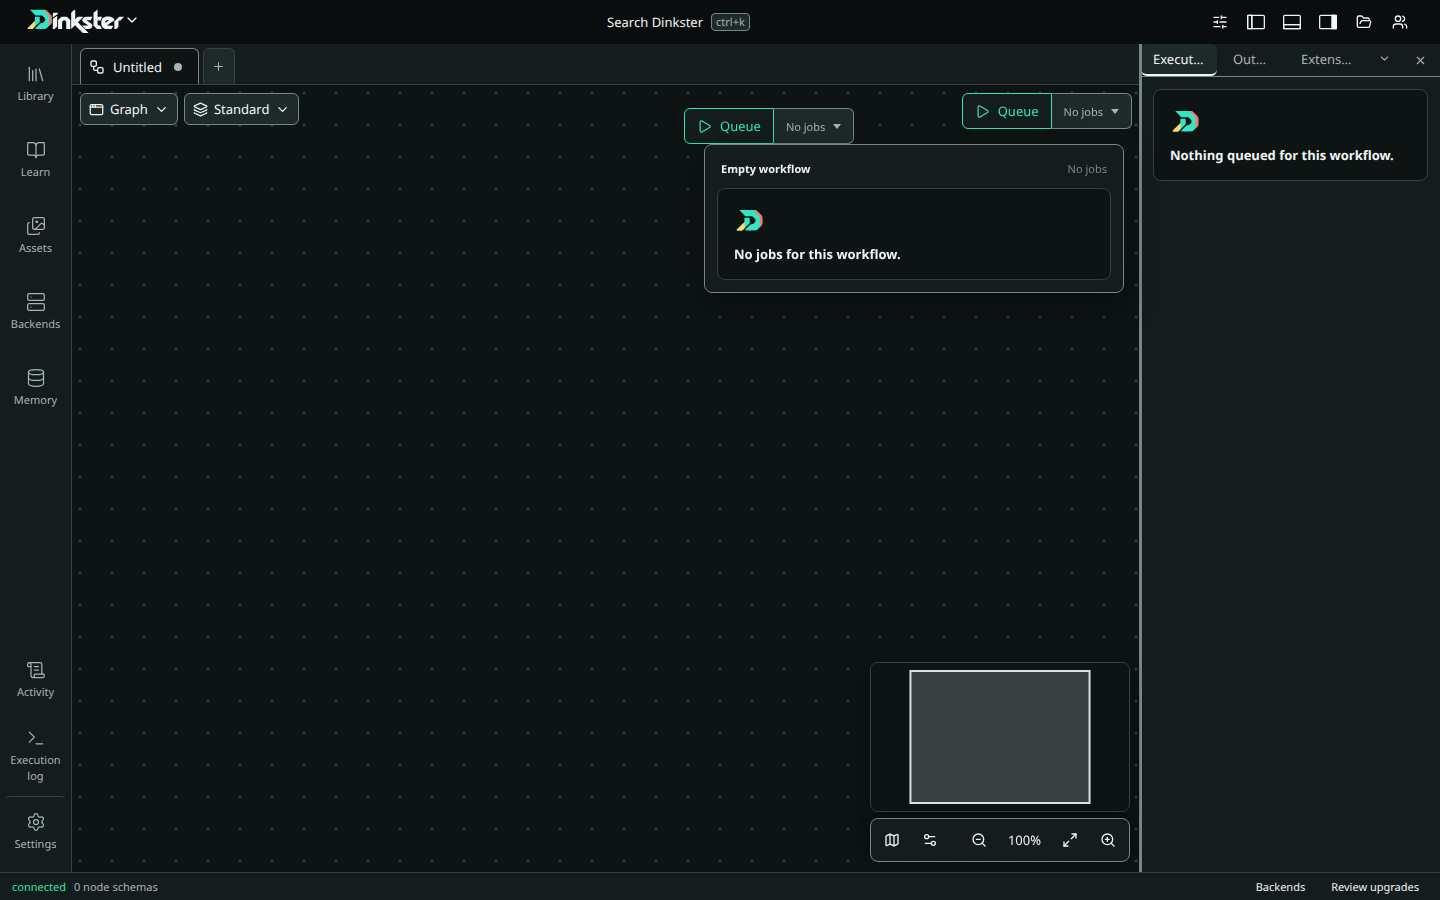 Dinkster
Search Dinkster ctrl+k
Untitled
Execut... Out... Extens...
Library
Learn
Assets
Backends
Memory
Graph Standard
Queue No jobs
Queue No jobs
Empty workflow No jobs
No jobs for this workflow.
Nothing queued for this workflow.
Activity
Execution
log
Settings
100%
connected 0 node schemas
Backends Review upgrades